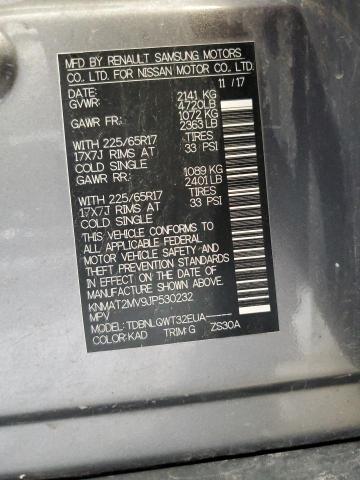 MFD BY RENAULT SAMSUNG MOTORS
CO., LTD. FOR NISSAN MOTOR CO., LTD.
DATE: 11 / 17
GVWR: 2141 KG
4720LB
GAWR FR: 1072 KG
2363LB
WITH 225/65R17 TIRES
17X7J RIMS AT 33 PSI
COLD SINGLE
GAWR RR: 1089 KG
2401LB
WITH 225/65R17 TIRES
17X7J RIMS AT 33 PSI
COLD SINGLE
THIS VEHICLE CONFORMS TO
ALL APPLICABLE FEDERAL
MOTOR VEHICLE SAFETY AND
THEFT PREVENTION STANDARDS
IN EFFECT ON THE DATE OF
MANUFACTURE SHOWN ABOVE.
KNMAT2MV9JP530232
MPV
MODEL: TDBNLQWT32EUA-----
COLOR:KAD TRIM:G ZS30A